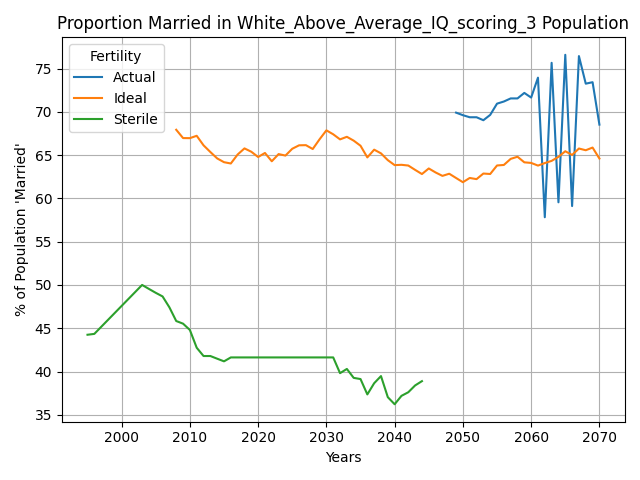 Proportion Married in White_Above_Average_IQ_scoring_3 Population
Fertility
Actual
Ideal
Sterile
% of Population 'Married'
75
70
65
60
55
50
45
40
35
2000
2010
2020
2030
2040
2050
2060
2070
Years